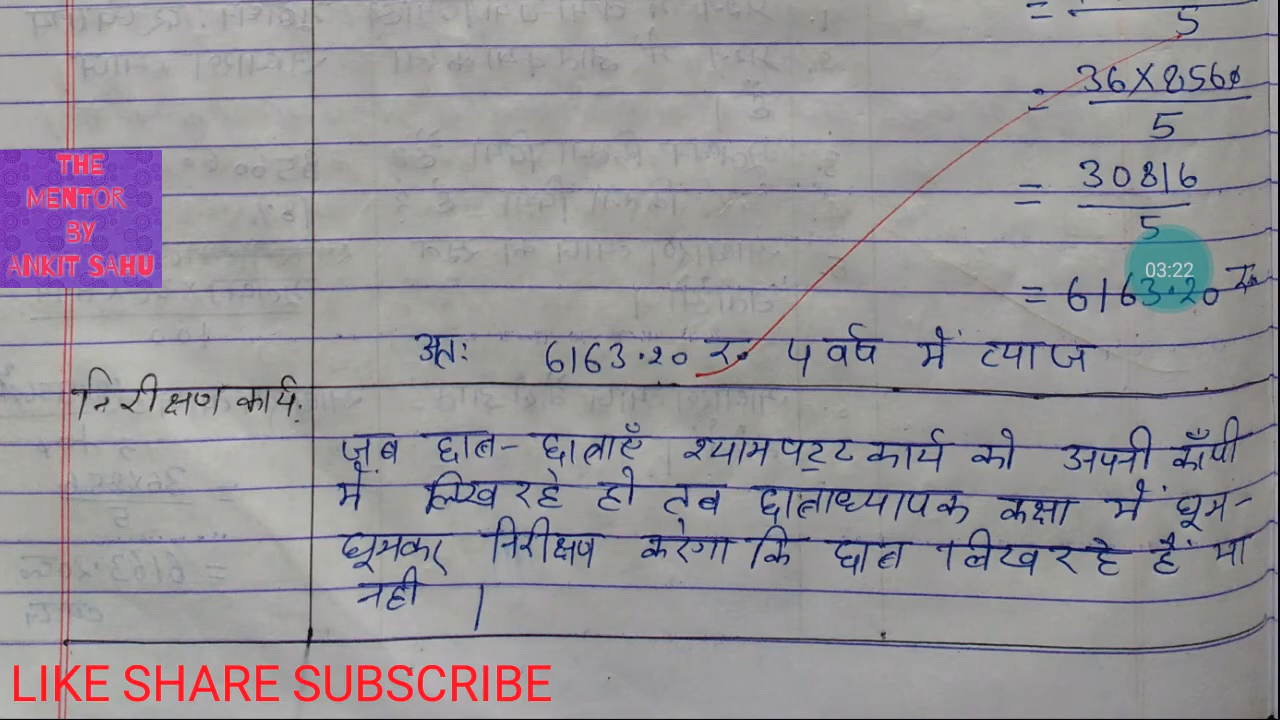 = 5
= 36×8560
5
= 30816
5
= 6163.20 रु
अतः 6163.20 रु. 4 वर्ष में व्याज
निरीक्षण कार्य:
जब छात्र-छात्राएँ श्यामपट्ट कार्य को अपनी कॉपी
में लिख रहे हो तब छात्राध्यापक कक्षा में घूम-
घूमकर निरीक्षण करेगा कि छात्र लिख रहे हैं या
नही ।
THE
MENTOR
BY
ANKIT SAHU
03:22
LIKE SHARE SUBSCRIBE